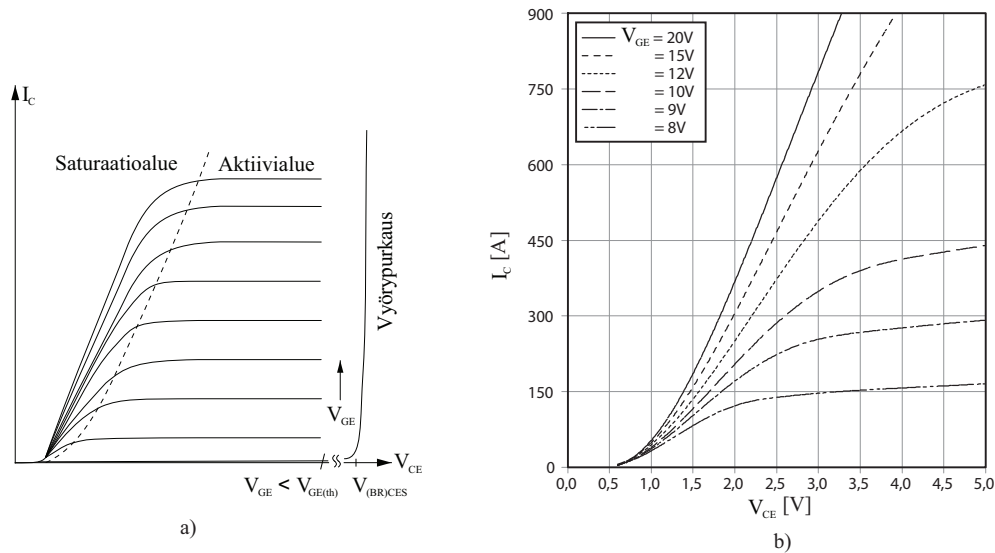 I_C
Saturaatioalue
Aktiivialue
Vyörypurkaus
V_GE
V_CE
V_GE < V_GE(th)
V_(BR)CES
a)
V_GE = 20V
= 15V
= 12V
= 10V
= 9V
= 8V
900
750
600
450
300
150
0
I_C [A]
0,0 0,5 1,0 1,5 2,0 2,5 3,0 3,5 4,0 4,5 5,0
V_CE [V]
b)